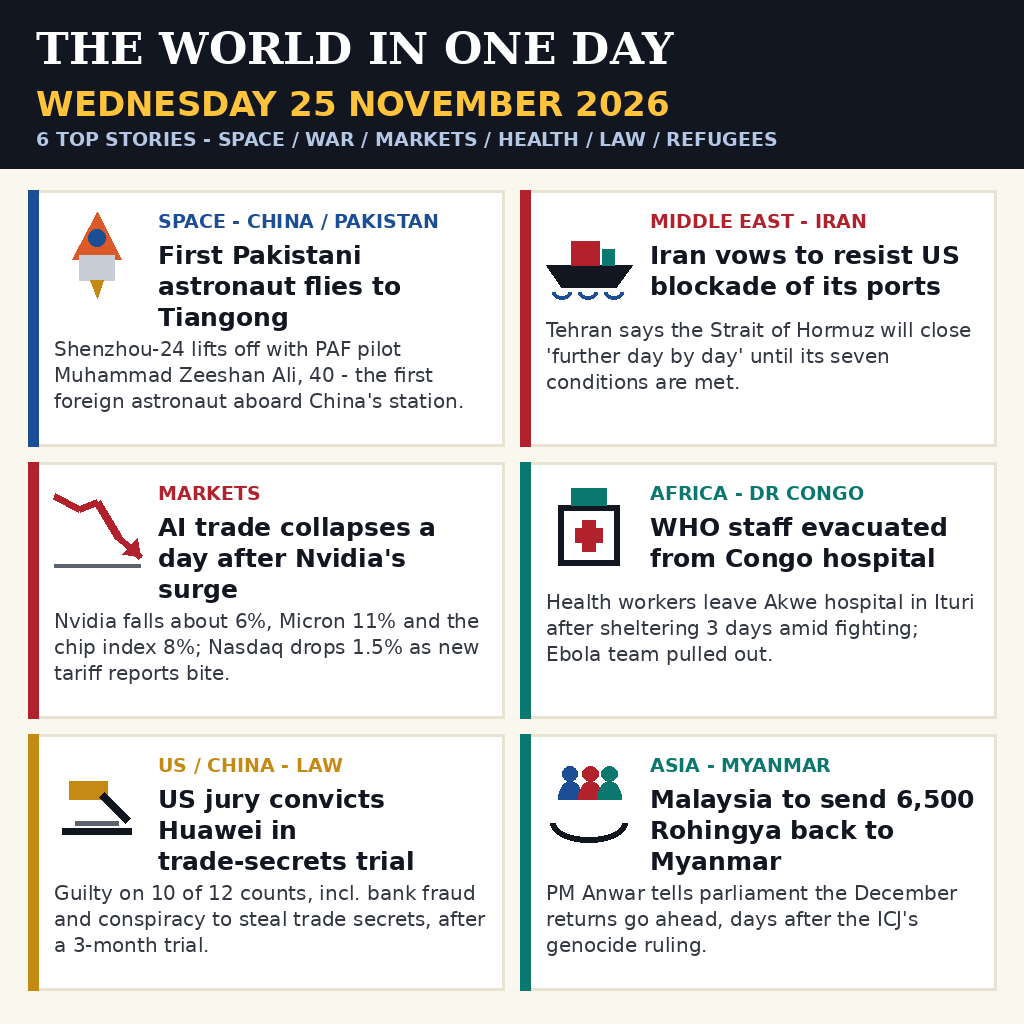 THE WORLD IN ONE DAY
WEDNESDAY 25 NOVEMBER 2026
6 TOP STORIES - SPACE / WAR / MARKETS / HEALTH / LAW / REFUGEES
SPACE - CHINA / PAKISTAN
First Pakistani
astronaut flies to
Tiangong
Shenzhou-24 lifts off with PAF pilot
Muhammad Zeeshan Ali, 40 - the first
foreign astronaut aboard China's station.
MIDDLE EAST - IRAN
Iran vows to resist US
blockade of its ports
Tehran says the Strait of Hormuz will close
'further day by day' until its seven
conditions are met.
MARKETS
AI trade collapses a
day after Nvidia's
surge
Nvidia falls about 6%, Micron 11% and the
chip index 8%; Nasdaq drops 1.5% as new
tariff reports bite.
AFRICA - DR CONGO
WHO staff evacuated
from Congo hospital
Health workers leave Akwe hospital in Ituri
after sheltering 3 days amid fighting;
Ebola team pulled out.
US / CHINA - LAW
US jury convicts
Huawei in
trade-secrets trial
Guilty on 10 of 12 counts, incl. bank fraud
and conspiracy to steal trade secrets, after
a 3-month trial.
ASIA - MYANMAR
Malaysia to send 6,500
Rohingya back to
Myanmar
PM Anwar tells parliament the December
returns go ahead, days after the ICJ's
genocide ruling.